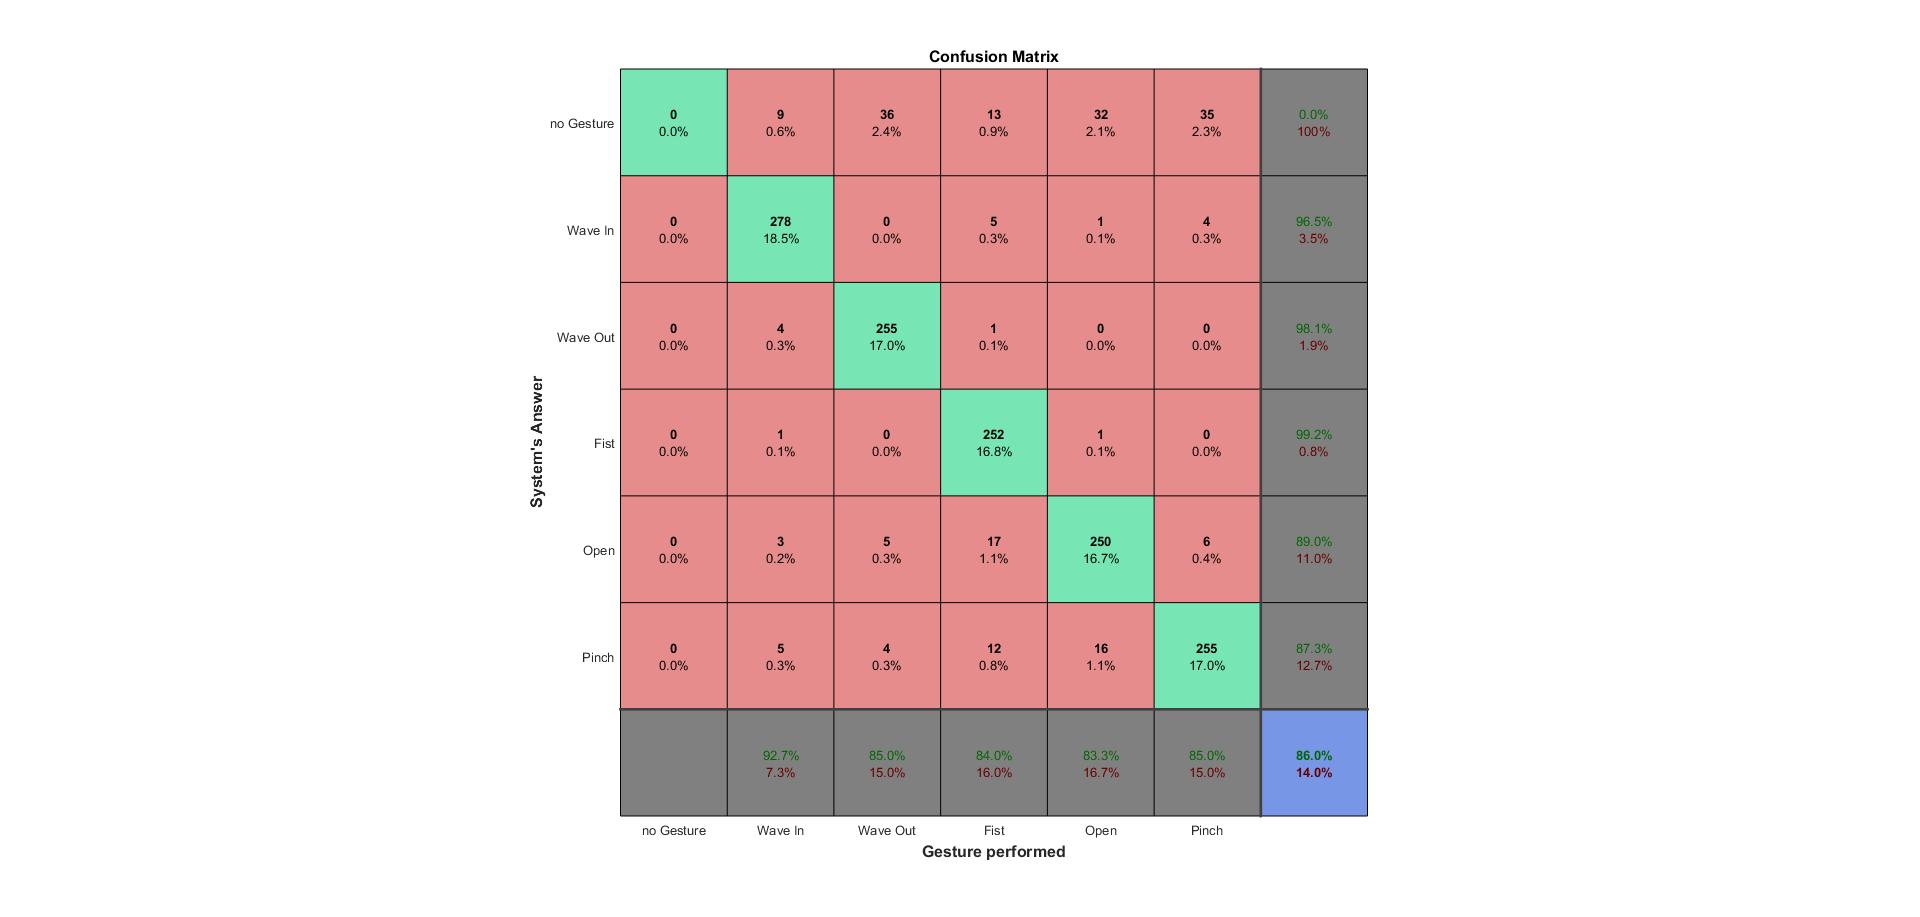 Confusion Matrix
no Gesture 0 9 36 13 32 35 0.0%
0.0% 0.6% 2.4% 0.9% 2.1% 2.3% 100%
Wave In 0 278 0 5 1 4 96.5%
0.0% 18.5% 0.0% 0.3% 0.1% 0.3% 3.5%
Wave Out 0 4 255 1 0 0 98.1%
0.0% 0.3% 17.0% 0.1% 0.0% 0.0% 1.9%
Fist 0 1 0 252 1 0 99.2%
0.0% 0.1% 0.0% 16.8% 0.1% 0.0% 0.8%
Open 0 3 5 17 250 6 89.0%
0.0% 0.2% 0.3% 1.1% 16.7% 0.4% 11.0%
Pinch 0 5 4 12 16 255 87.3%
0.0% 0.3% 0.3% 0.8% 1.1% 17.0% 12.7%
92.7% 85.0% 84.0% 83.3% 85.0% 86.0%
7.3% 15.0% 16.0% 16.7% 15.0% 14.0%
no Gesture Wave In Wave Out Fist Open Pinch
Gesture performed
System's Answer